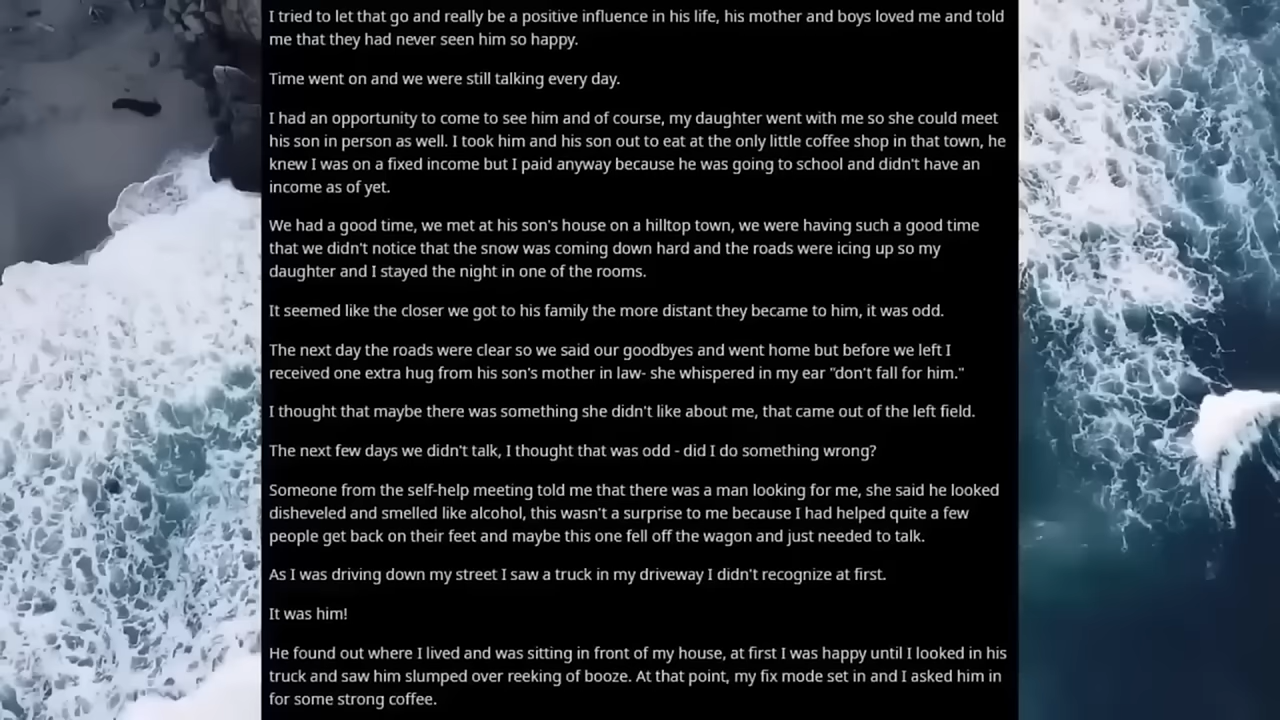 I tried to let that go and really be a positive influence in his life, his mother and boys loved me and told
me that they had never seen him so happy.
Time went on and we were still talking every day.
I had an opportunity to come to see him and of course, my daughter went with me so she could meet
his son in person as well. I took him and his son out to eat at the only little coffee shop in that town, he
knew I was on a fixed income but I paid anyway because he was going to school and didn't have an
income as of yet.
We had a good time, we met at his son's house on a hilltop town, we were having such a good time
that we didn't notice that the snow was coming down hard and the roads were icing up so my
daughter and I stayed the night in one of the rooms.
It seemed like the closer we got to his family the more distant they became to him, it was odd.
The next day the roads were clear so we said our goodbyes and went home but before we left I
received one extra hug from his son's mother in law- she whispered in my ear "don't fall for him."
I thought that maybe there was something she didn't like about me, that came out of the left field.
The next few days we didn't talk, I thought that was odd - did I do something wrong?
Someone from the self-help meeting told me that there was a man looking for me, she said he looked
disheveled and smelled like alcohol, this wasn't a surprise to me because I had helped quite a few
people get back on their feet and maybe this one fell off the wagon and just needed to talk.
As I was driving down my street I saw a truck in my driveway I didn't recognize at first.
It was him!
He found out where I lived and was sitting in front of my house, at first I was happy until I looked in his
truck and saw him slumped over reeking of booze. At that point, my fix mode set in and I asked him in
for some strong coffee.